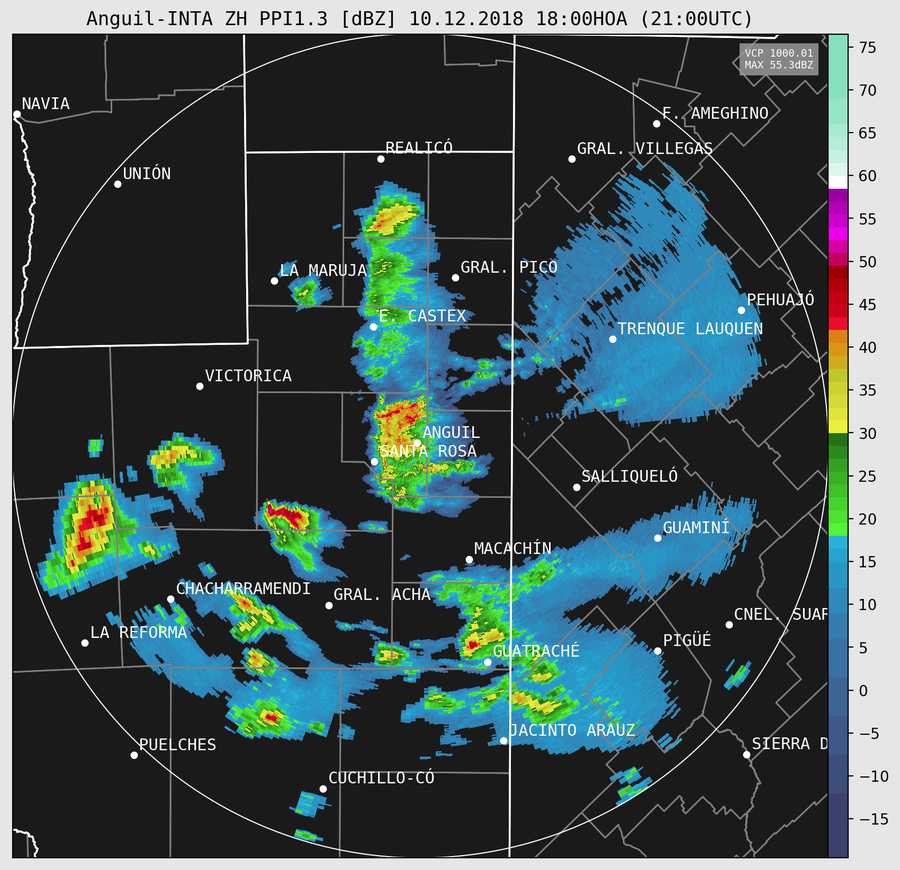 Anguil-INTA ZH PPI1.3 [dBZ] 10.12.2018 18:00HOA (21:00UTC)
VCP 1000.01
MAX 55.3dBZ
NAVIA
F. AMEGHINO
REALICÓ
GRAL. VILLEGAS
UNIÓN
LA MARUJA
GRAL. PICO
PEHUAJÓ
E. CASTEX
TRENQUE LAUQUEN
VICTORICA
ANGUIL
SANTA ROSA
SALLIQUELÓ
GUAMINÍ
MACACHÍN
CHACHARRAMENDI
GRAL. ACHA
CNEL. SUAR
LA REFORMA
PIGÜÉ
GUATRACHÉ
JACINTO ARAUZ
PUELCHES
SIERRA D
CUCHILLO-CÓ
75
70
65
60
55
50
45
40
35
30
25
20
15
10
5
0
−5
−10
−15